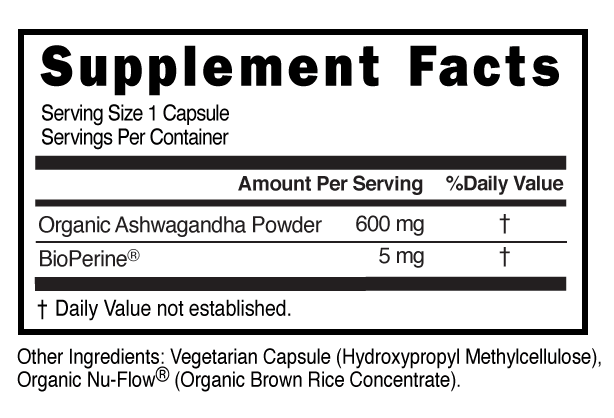 Supplement Facts
Serving Size 1 Capsule
Servings Per Container
Amount Per Serving %Daily Value
Organic Ashwagandha Powder 600 mg †
BioPerine® 5 mg †
† Daily Value not established.
Other Ingredients: Vegetarian Capsule (Hydroxypropyl Methylcellulose),
Organic Nu-Flow® (Organic Brown Rice Concentrate).